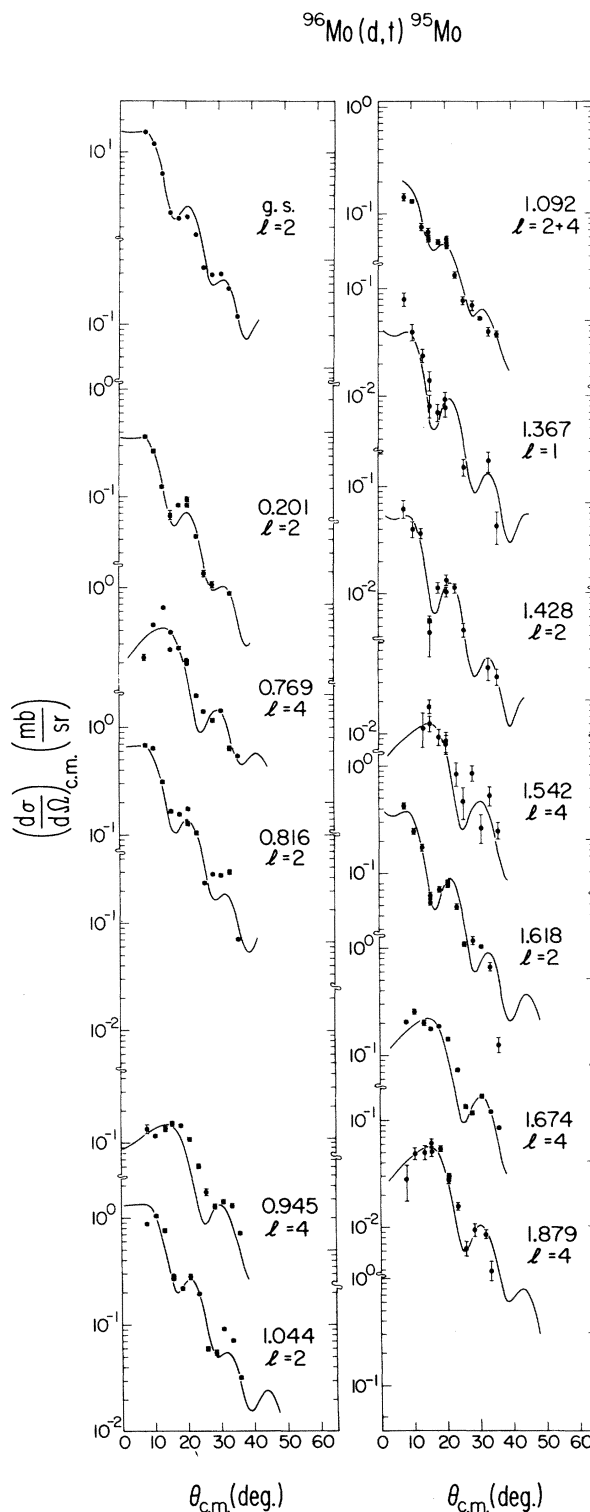 ⁹⁶Mo(d,t)⁹⁵Mo
10¹
g.s.
ℓ=2
10⁻¹
10⁰
0.201
ℓ=2
10⁻¹
10⁰
0.769
ℓ=4
10⁰
0.816
ℓ=2
10⁻¹
10⁻¹
10⁻²
10⁻¹
0.945
ℓ=4
10⁰
10⁻¹
1.044
ℓ=2
10⁻²
0 10 20 30 40 50 60
θc.m.(deg.)
(dσ/dΩ)c.m. (mb/sr)
10⁰
1.092
ℓ=2+4
10⁻¹
10⁻¹
10⁻²
1.367
ℓ=1
10⁻²
1.428
ℓ=2
10⁻²
10⁰
1.542
ℓ=4
10⁻¹
1.618
ℓ=2
10⁰
10⁻¹
1.674
ℓ=4
10⁻¹
10⁻²
1.879
ℓ=4
10⁰
10⁻¹
0 10 20 30 40 50 60
θc.m.(deg.)